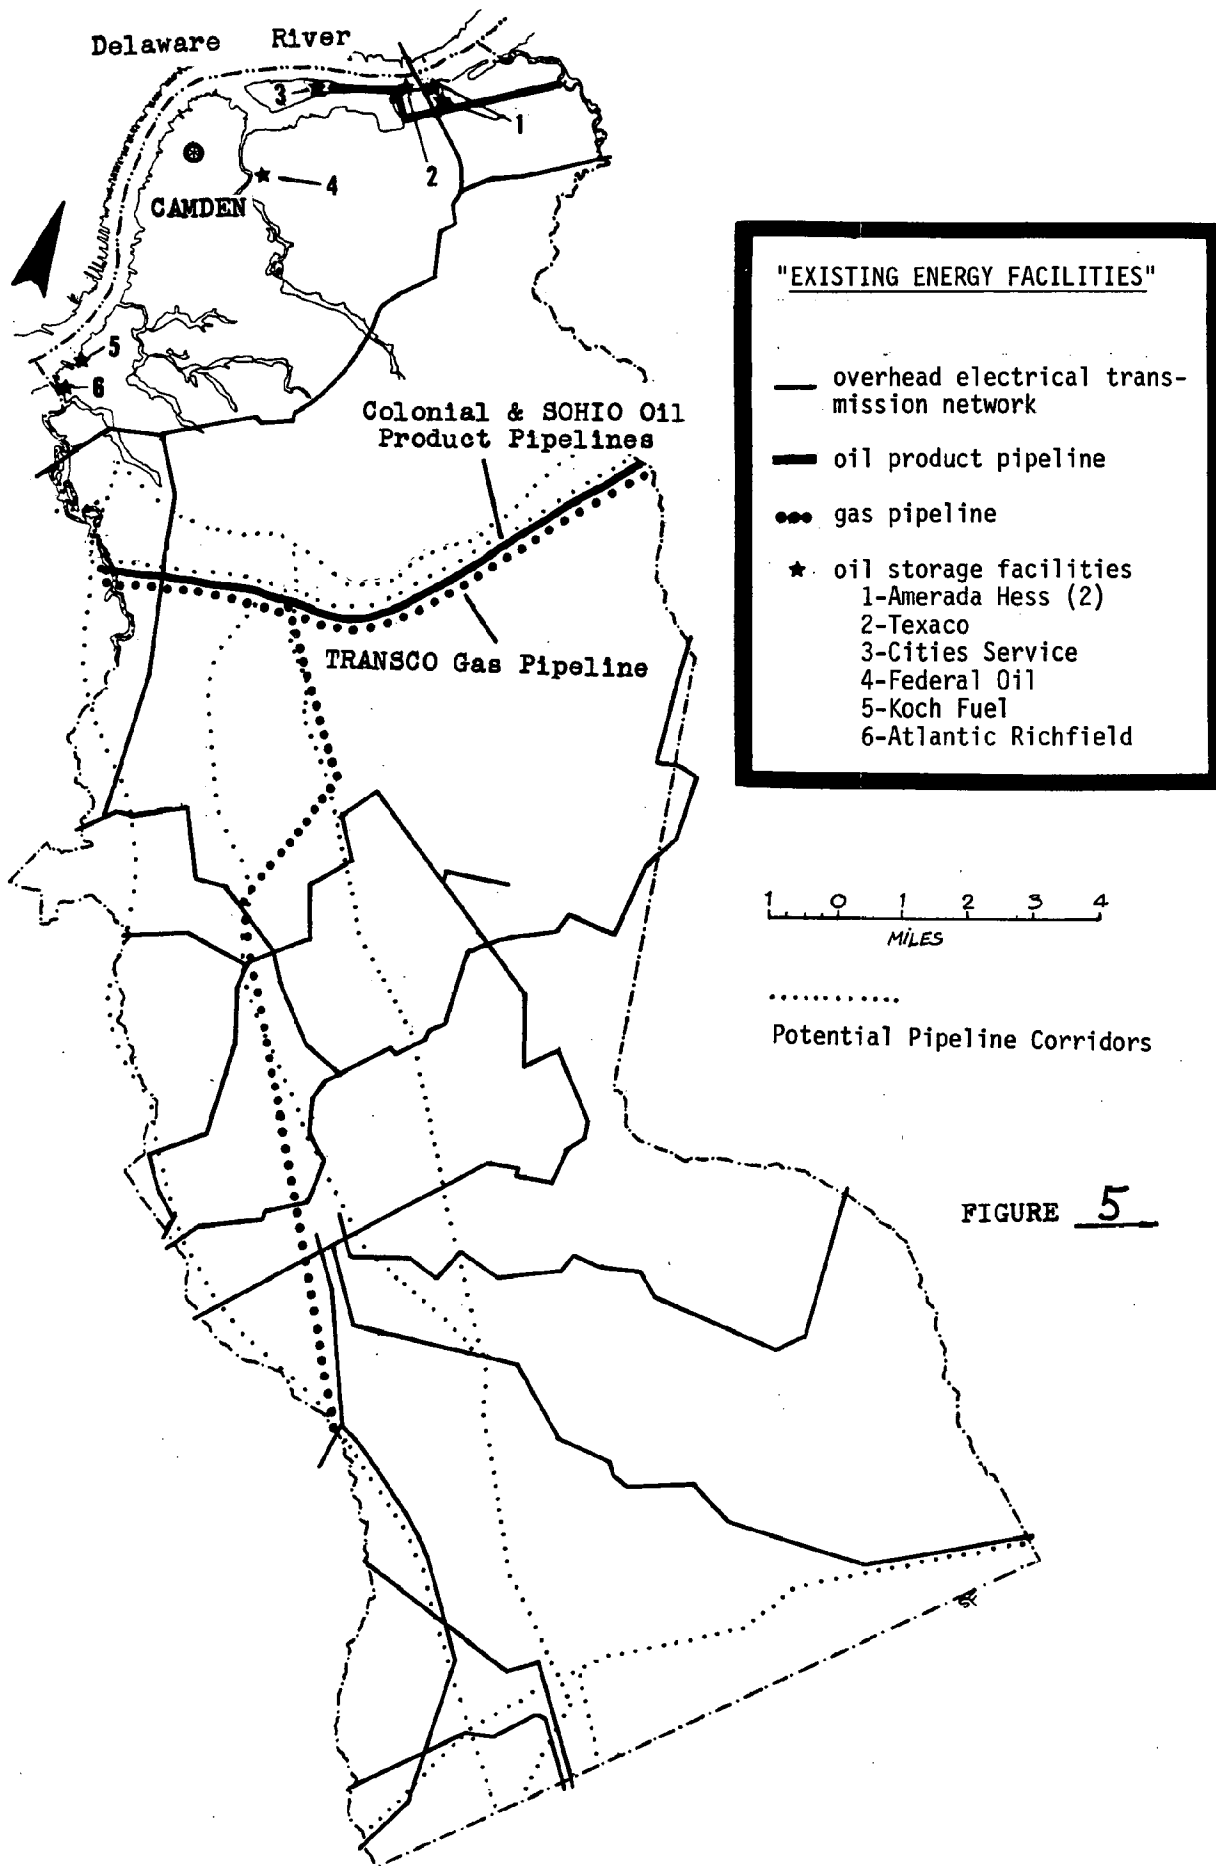 Delaware River
3
1
2
4
CAMDEN
5
6
Colonial & SOHIO Oil
Product Pipelines
TRANSCO Gas Pipeline
"EXISTING ENERGY FACILITIES"
overhead electrical trans-
mission network
oil product pipeline
gas pipeline
oil storage facilities
1-Amerada Hess (2)
2-Texaco
3-Cities Service
4-Federal Oil
5-Koch Fuel
6-Atlantic Richfield
1 0 1 2 3 4
MILES
Potential Pipeline Corridors
FIGURE 5